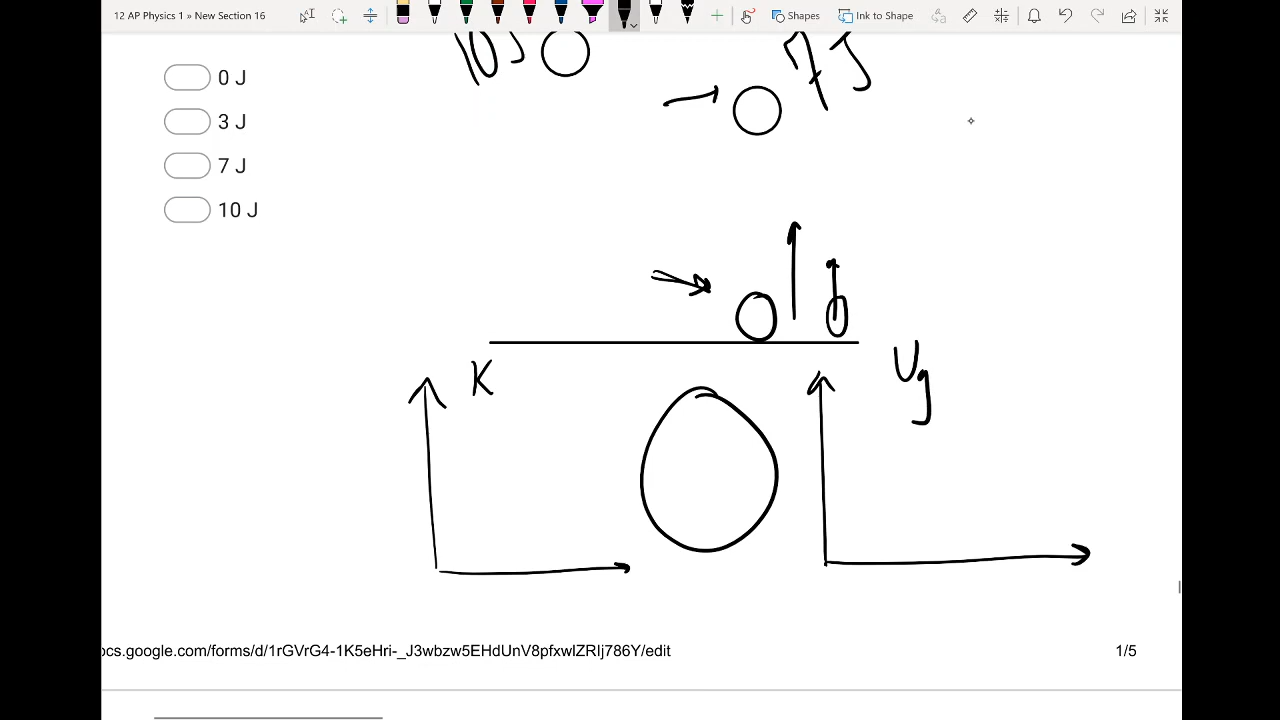 12 AP Physics 1 » New Section 16
Shapes
Ink to Shape
10 J
7 J
0 J
3 J
7 J
10 J
K
Ug
ocs.google.com/forms/d/1rGVrG4-1K5eHri-_J3wbzw5EHdUnV8pfxwlZRIj786Y/edit
1/5